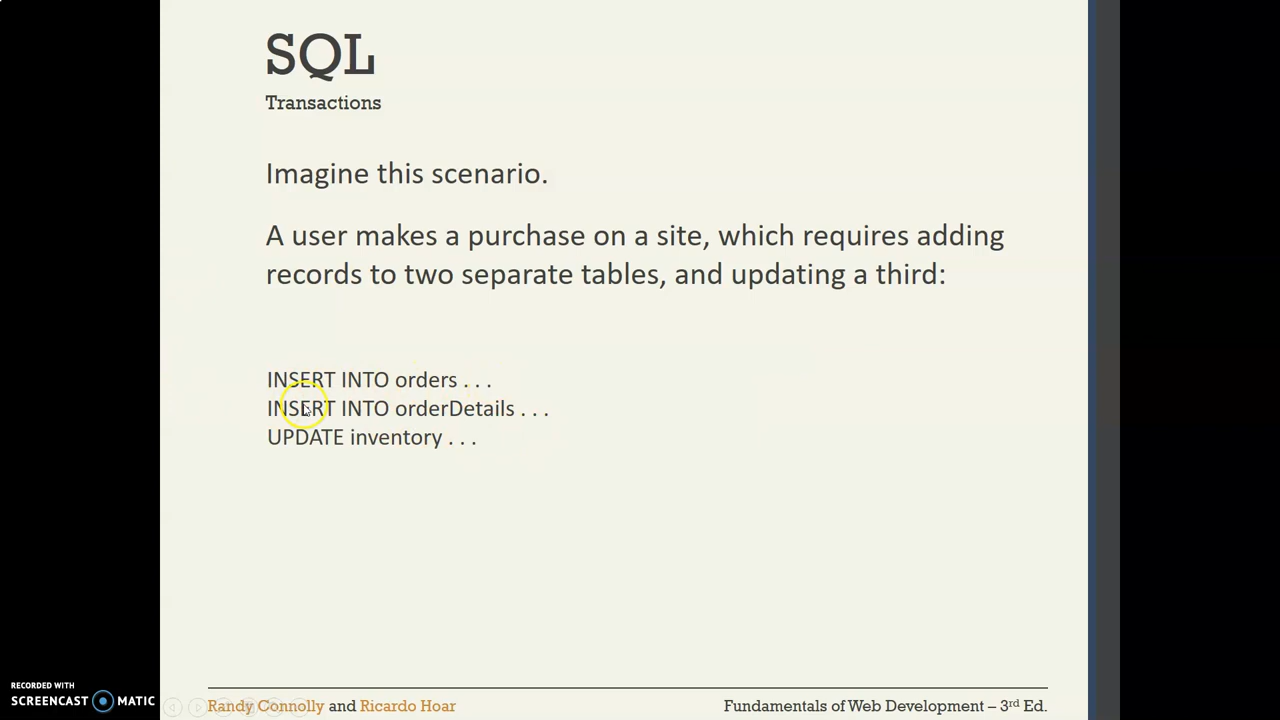 SQL
Transactions
Imagine this scenario.
A user makes a purchase on a site, which requires adding
records to two separate tables, and updating a third:
INSERT INTO orders . . .
INSERT INTO orderDetails . . .
UPDATE inventory . . .
RECORDED WITH
SCREENCAST MATIC
Randy Connolly and Ricardo Hoar
Fundamentals of Web Development – 3rd Ed.